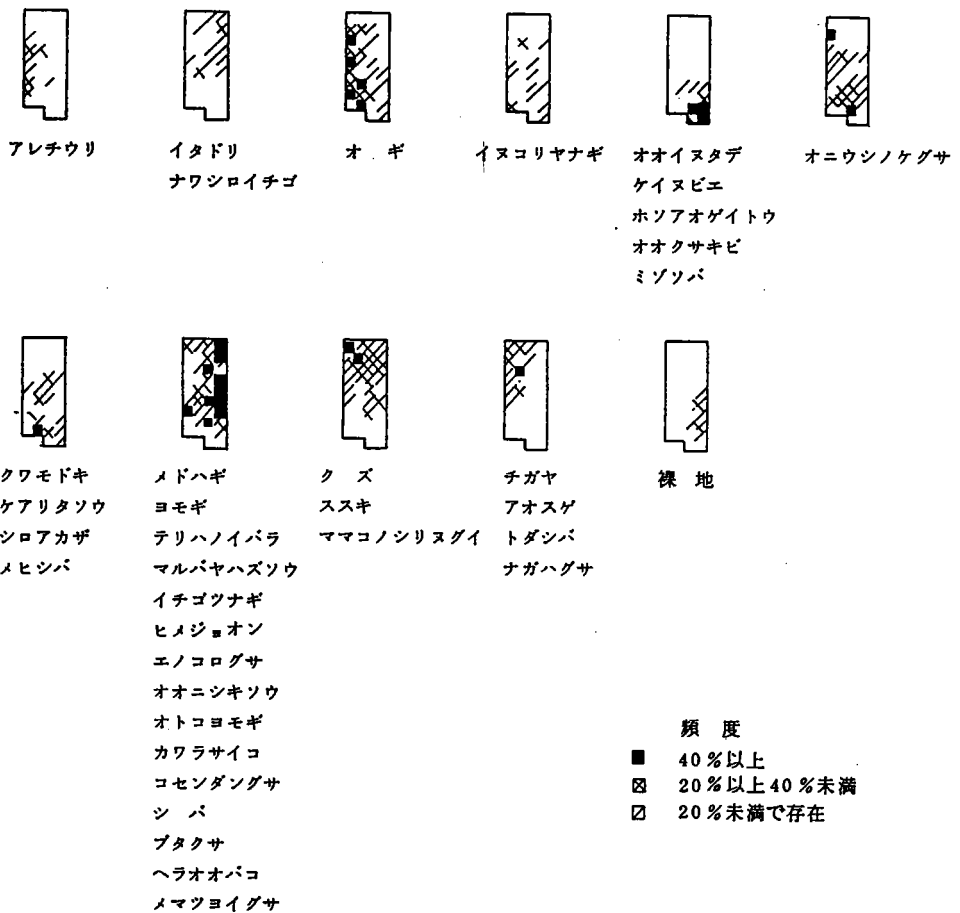 アレチウリ
イタドリ
ナワシロイチゴ
オギ
イヌコリヤナギ
オオイヌタデ
ケイヌビエ
ホソアオゲイトウ
オオクサキビ
ミゾソバ
オニウシノケグサ
クワモドキ
ケアリタソウ
シロアカザ
メヒシバ
メドハギ
ヨモギ
テリハノイバラ
マルバヤハズソウ
イチゴツナギ
ヒメジョオン
エノコログサ
オオニシキソウ
オトコヨモギ
カワラサイコ
コセンダングサ
シバ
ブタクサ
ヘラオオバコ
メマツヨイグサ
クズ
ススキ
ママコノシリヌグイ
チガヤ
アオスゲ
トダシバ
ナガハグサ
裸地
頻度
40%以上
20%以上40%未満
20%未満で存在